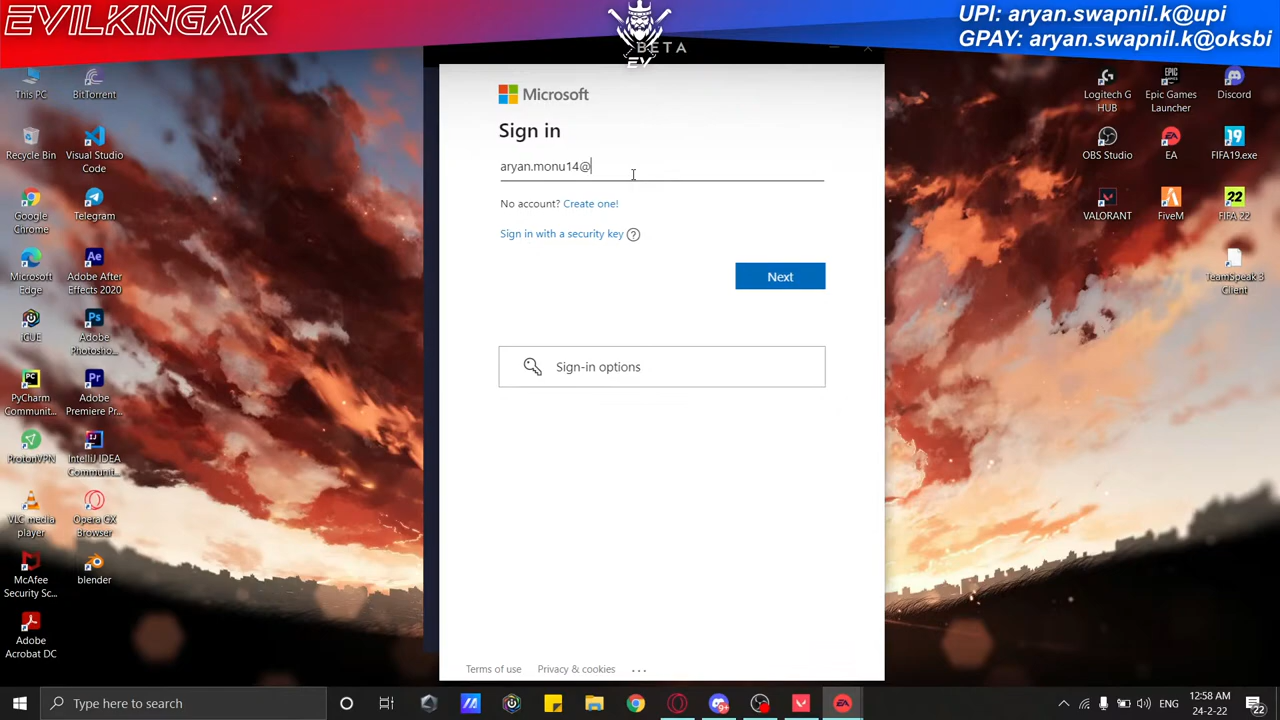 EVILKINGAK
BETA
EV
UPI: aryan.swapnil.k@upi
GPAY: aryan.swapnil.k@oksbi
This PC
BitTorrent
Recycle Bin
Visual Studio Code
Google Chrome
Telegram
Microsoft Edge
Adobe After Effects 2020
iCUE
Adobe Photosho...
PyCharm Communit...
Adobe Premiere Pr...
ProtonVPN
IntelliJ IDEA Communit...
VLC media player
Opera GX Browser
McAfee Security Sc...
blender
Adobe Acrobat DC
Microsoft
Sign in
aryan.monu14@
No account? Create one!
Sign in with a security key ?
Next
Sign-in options
Terms of use Privacy & cookies ...
Logitech G HUB
Epic Games Launcher
Discord
OBS Studio
EA
FIFA19.exe
VALORANT
FiveM
FIFA 22
TeamSpeak 3 Client
Type here to search
ENG
12:58 AM
24-2-22
22